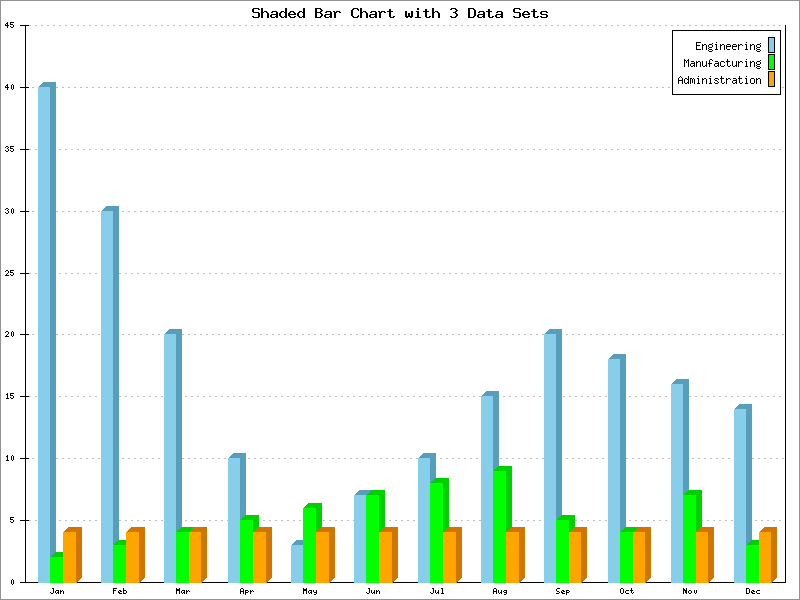 Shaded Bar Chart with 3 Data Sets
Engineering
Manufacturing
Administration
45
40
35
30
25
20
15
10
5
0
Jan Feb Mar Apr May Jun Jul Aug Sep Oct Nov Dec